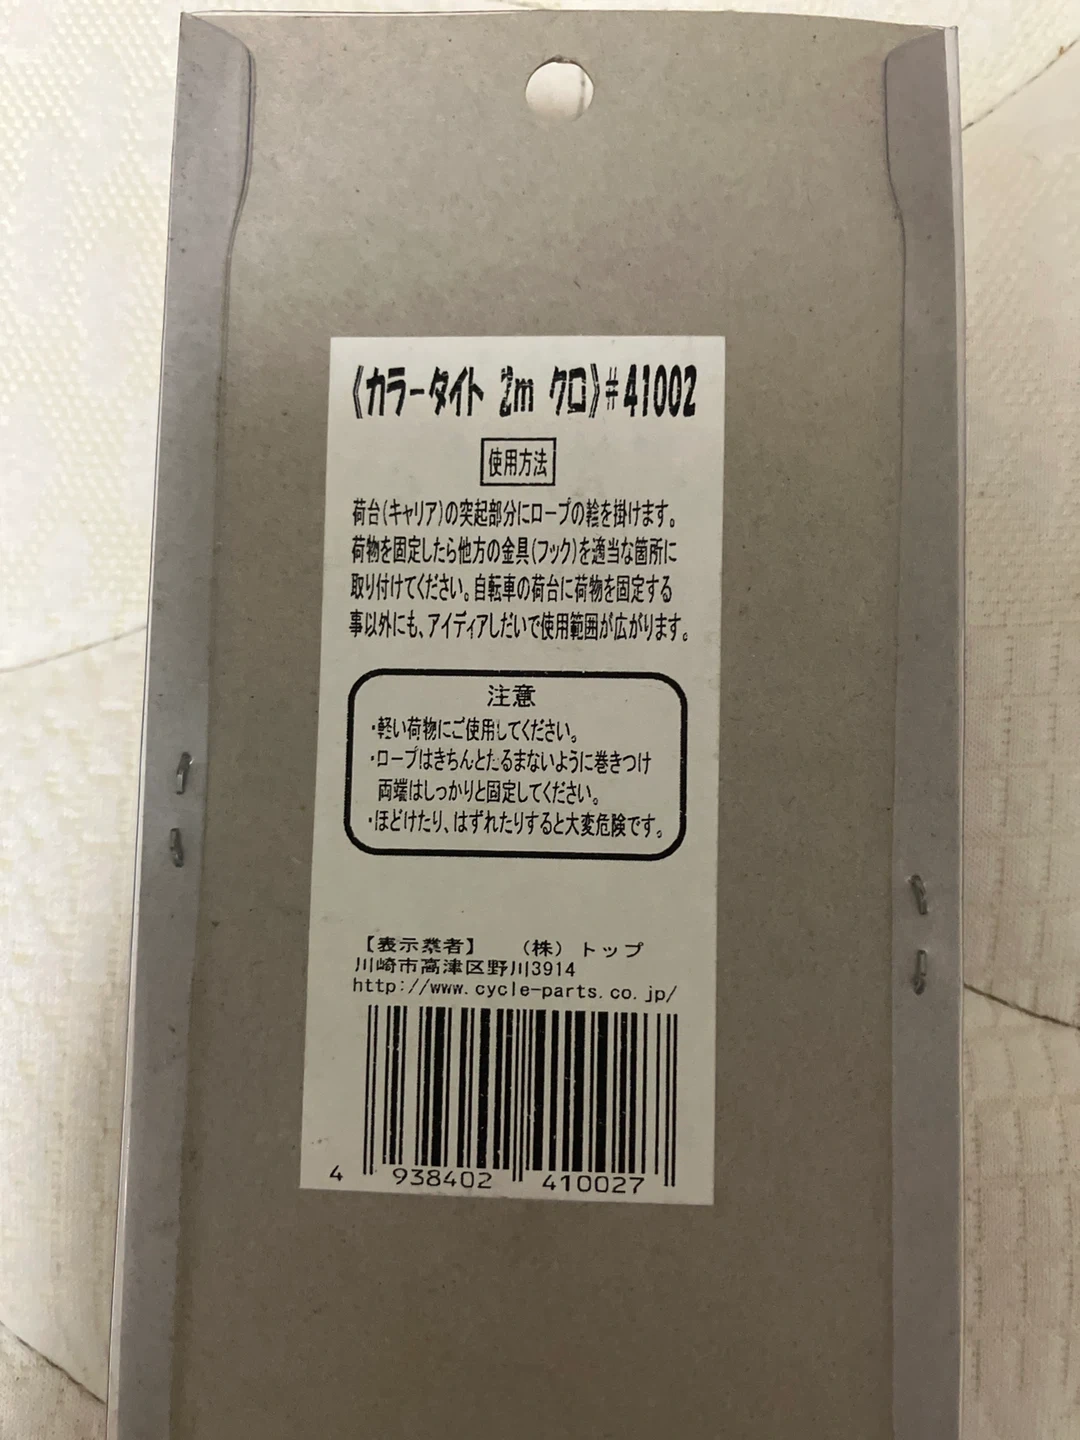 《カラータイト 2m クロ》#41002
使用方法
荷台(キャリア)の突起部分にロープの輪を掛けます。
荷物を固定したら他方の金具(フック)を適当な箇所に
取り付けてください。自転車の荷台に荷物を固定する
事以外にも、アイディアしだいで使用範囲が広がります。
注意
・軽い荷物にご使用してください。
・ロープはきちんとたるまないように巻きつけ
両端はしっかりと固定してください。
・ほどけたり、はずれたりすると大変危険です。
【表示業者】 (株) トップ
川崎市高津区野川3914
http://www.cycle-parts.co.jp/
4 938402 410027